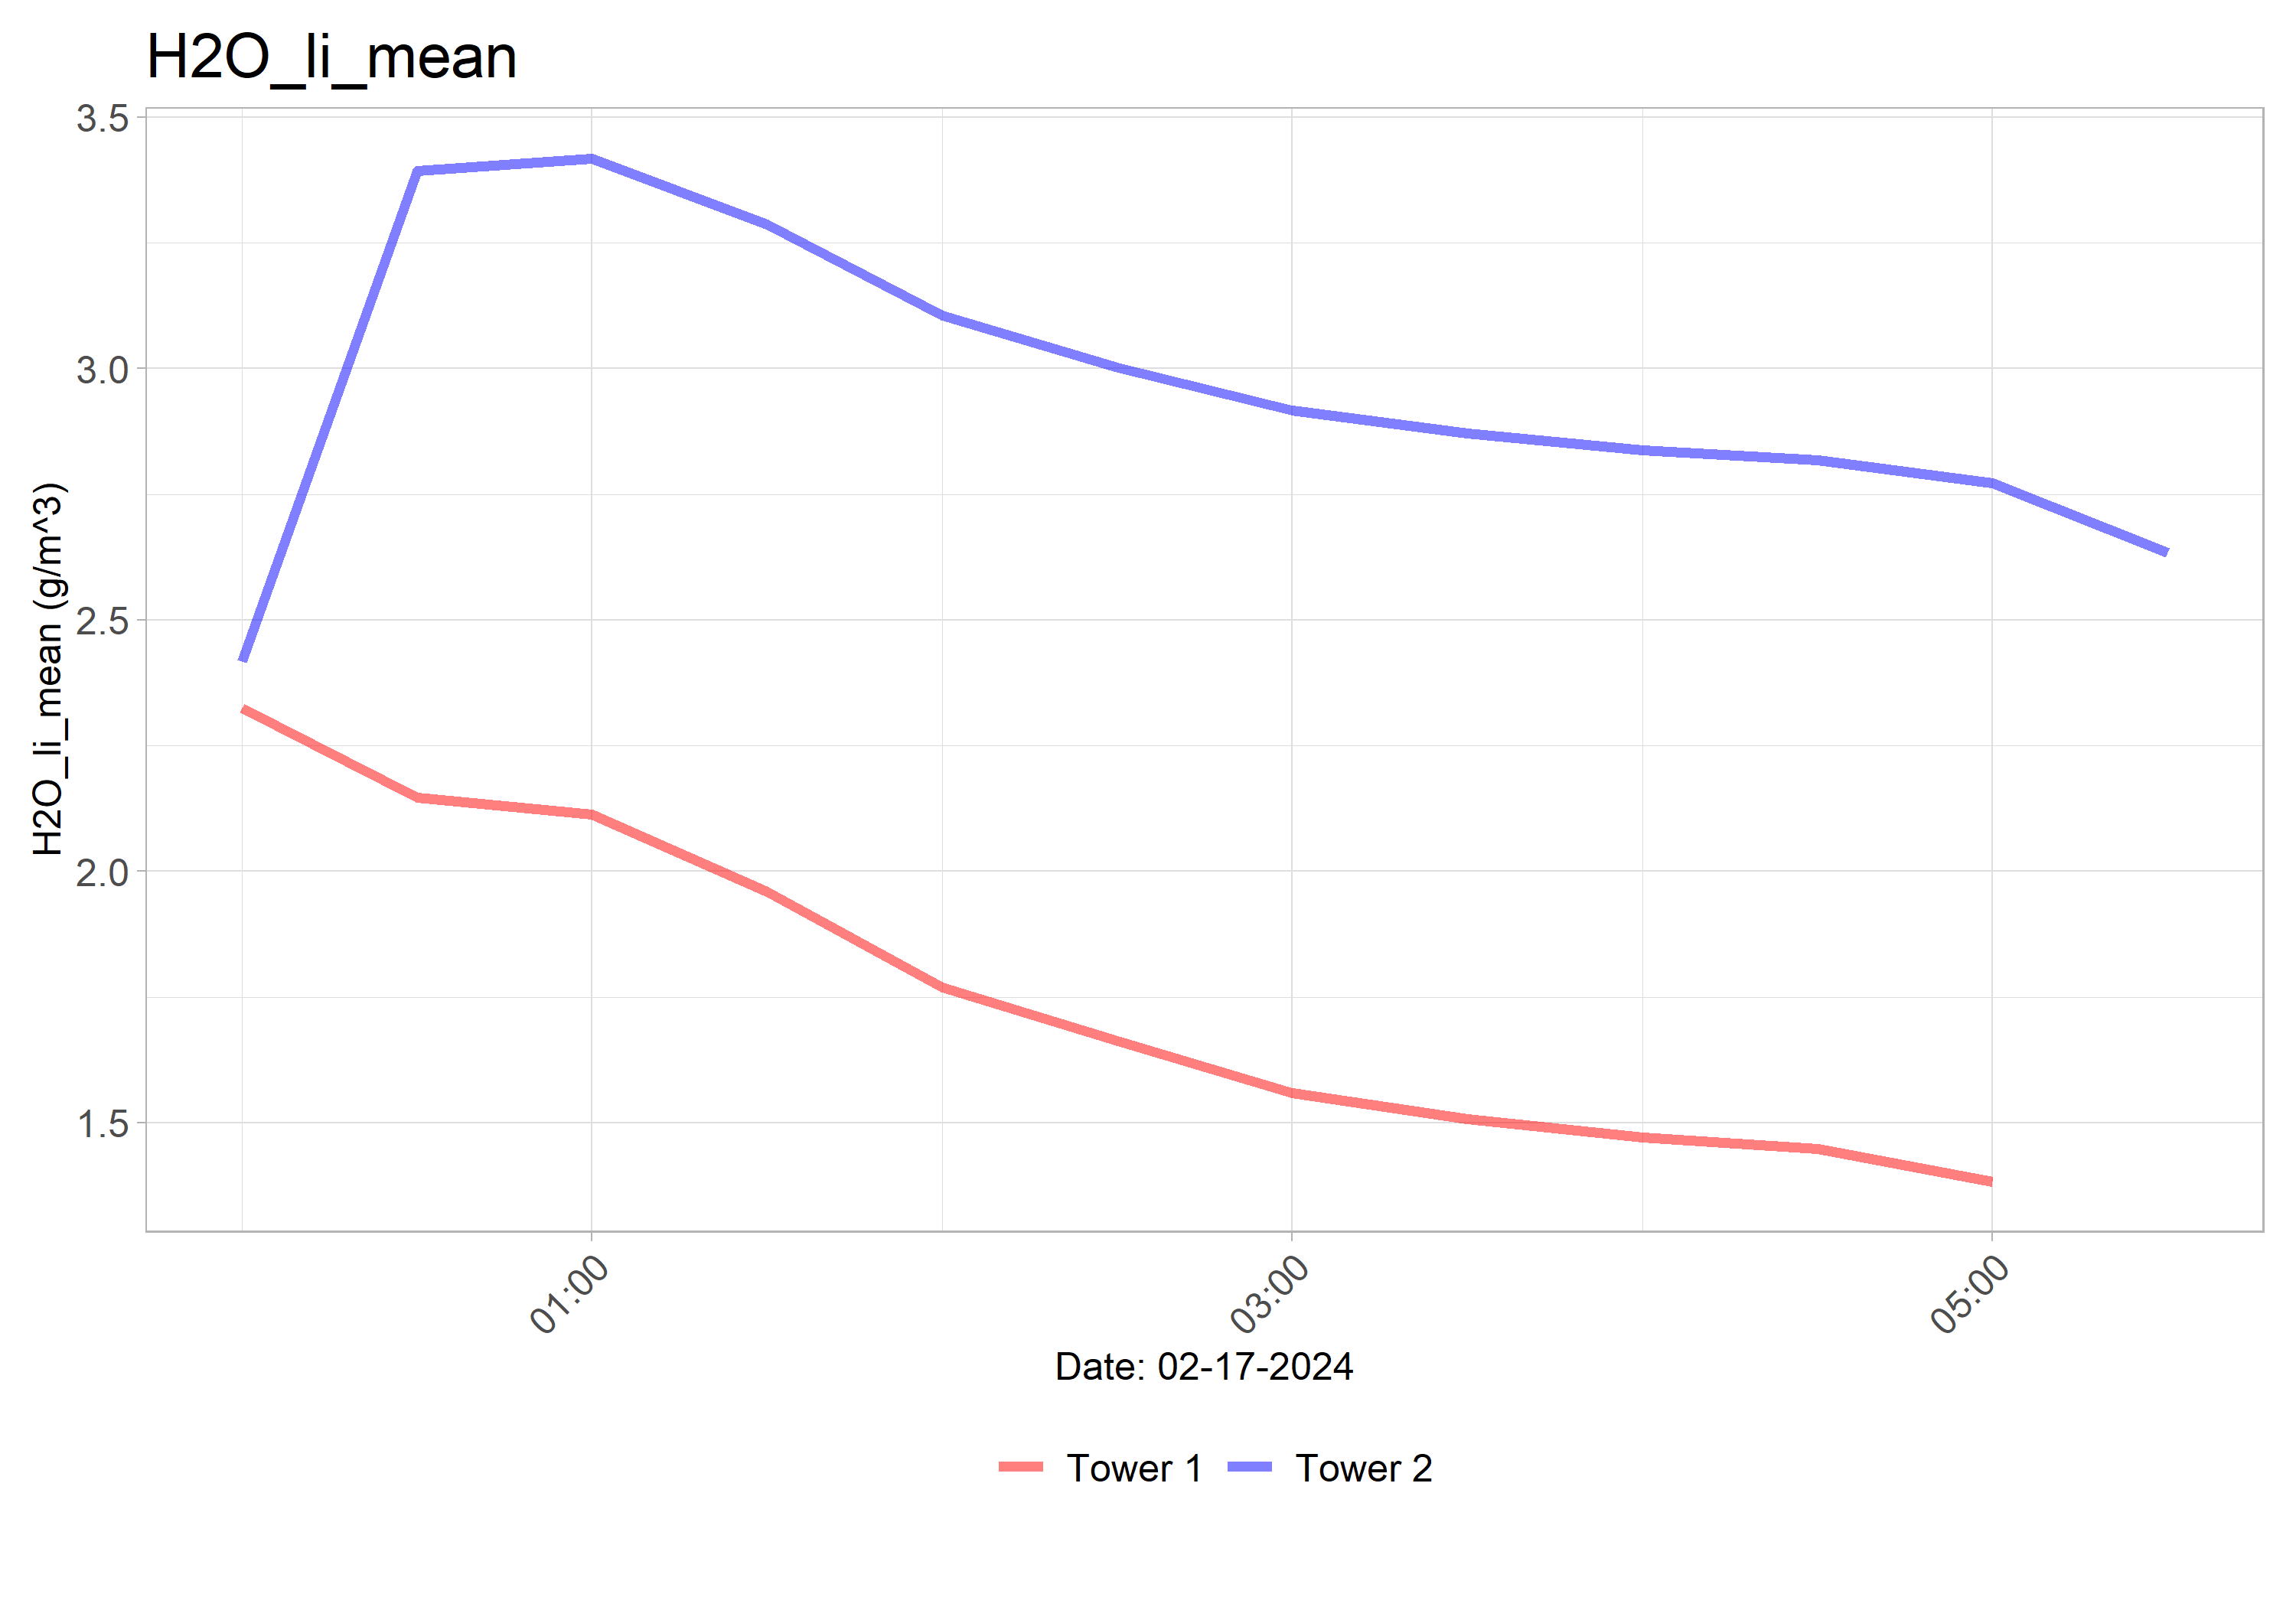 H2O_li_mean
3.5
3.0
2.5
2.0
1.5
H2O_li_mean (g/m^3)
01:00
03:00
05:00
Date: 02-17-2024
Tower 1 Tower 2